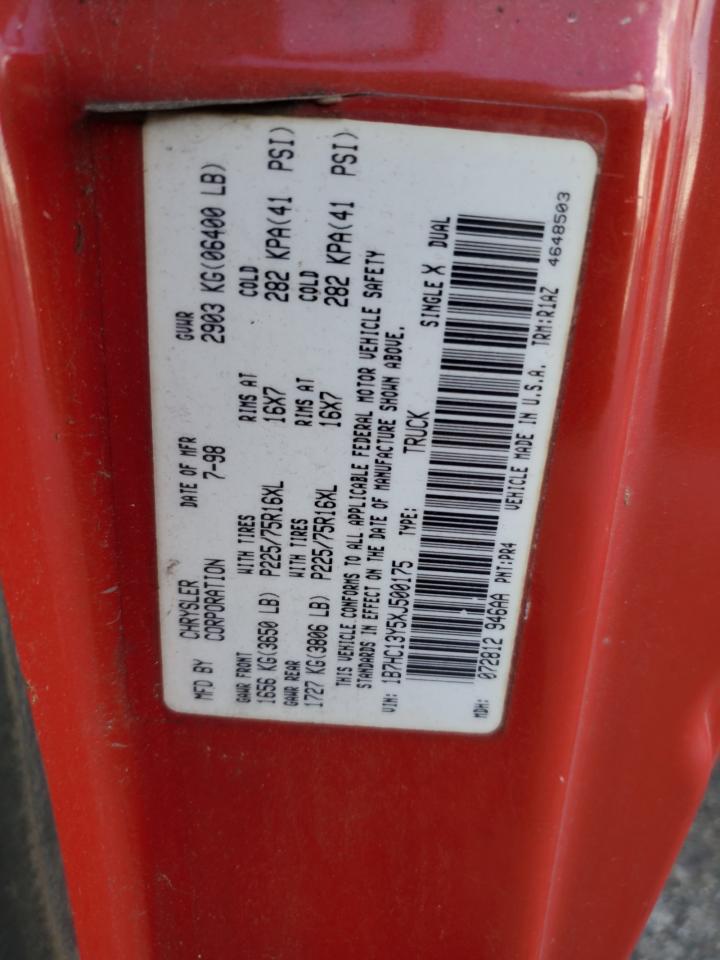 MFD BY CHRYSLER CORPORATION DATE OF MFR 7-98 GVWR 2903 KG(06400 LB)
GAWR FRONT WITH TIRES RIMS AT COLD
1656 KG(3650 LB) P225/75R16XL 16X7 282 KPA(41 PSI)
GAWR REAR WITH TIRES RIMS AT COLD
1727 KG(3806 LB) P225/75R16XL 16X7 282 KPA(41 PSI)
THIS VEHICLE CONFORMS TO ALL APPLICABLE FEDERAL MOTOR VEHICLE SAFETY
STANDARDS IN EFFECT ON THE DATE OF MANUFACTURE SHOWN ABOVE.
VIN: 1B7HC13Y5XJ500175 TYPE: TRUCK SINGLE X DUAL
MDH: 072812 946AA PNT:PR4 VEHICLE MADE IN U.S.A. TRM:R1AZ 4648503